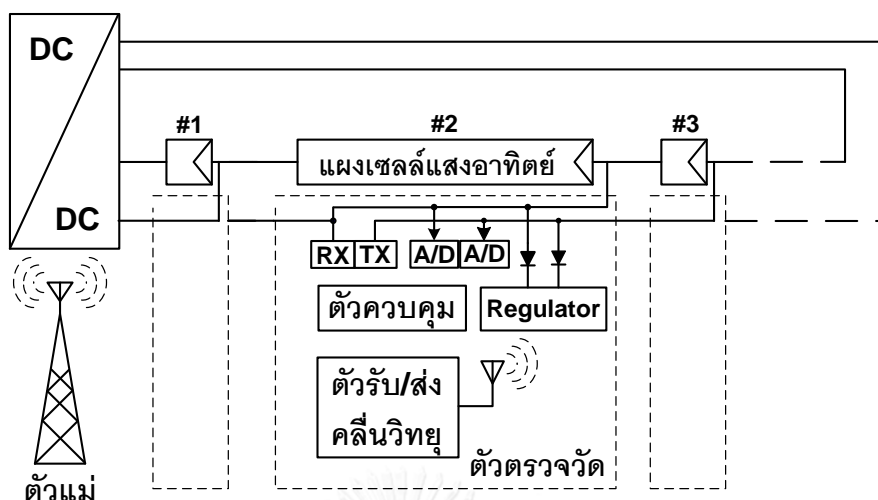 DC
DC
#1
#2
#3
แผงเซลล์แสงอาทิตย์
RX TX A/D A/D
ตัวควบคุม
Regulator
ตัวรับ/ส่ง
คลื่นวิทยุ
ตัวตรวจวัด
ตัวแม่